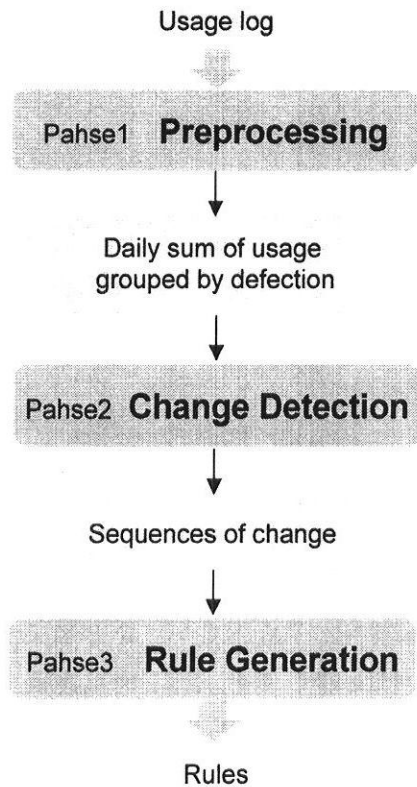 Usage log
Pahse1 Preprocessing
Daily sum of usage
grouped by defection
Pahse2 Change Detection
Sequences of change
Pahse3 Rule Generation
Rules